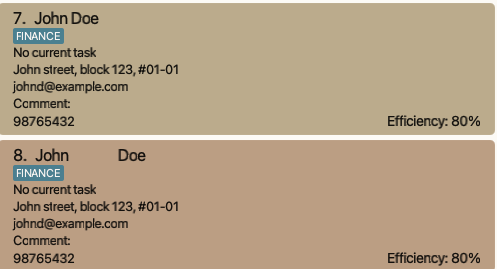 7. John Doe
FINANCE
No current task
John street, block 123, #01-01
johnd@example.com
Comment:
98765432
Efficiency: 80%
8. John Doe
FINANCE
No current task
John street, block 123, #01-01
johnd@example.com
Comment:
98765432
Efficiency: 80%